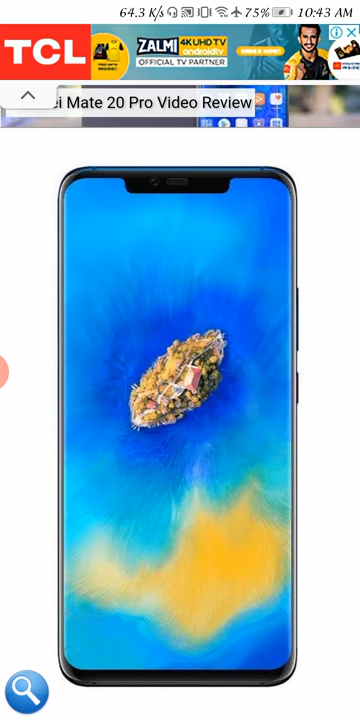 64.3 K/s 75% 10:43 AM
TCL
ZALMI 4K UHD TV
androidtv
OFFICIAL TV PARTNER
ei Mate 20 Pro Video Review